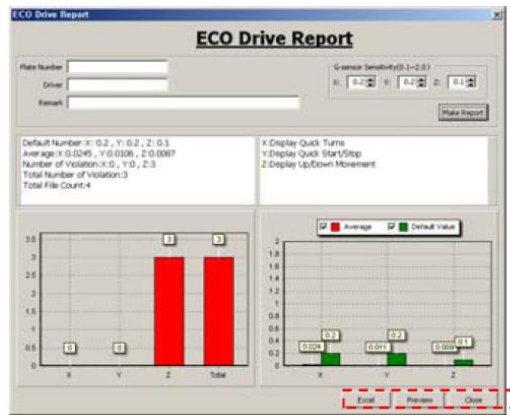 ECO Drive Report
ECO Drive Report
Plate Number
Driver
Remark
G-sensor Sensitivity(0.1~2.0)
X: 0.2 Y: 0.2 Z: 0.1
Make Report
Default Number:X: 0.2 , Y: 0.2 , Z: 0.1
Average:X:0.0245 , Y:0.0106 , Z:0.0087
Number of Violation:X:0 , Y:0 , Z:3
Total Number of Violation:3
Total File Count:4
X:Display Quick Turns
Y:Display Quick Start/Stop
Z:Display Up/Down Movement
3.5
3
2.5
2
1.5
1
0.5
0
0 0 3 3
X Y Z Total
Average Default Value
2
1.8
1.6
1.4
1.2
1
0.8
0.6
0.4
0.2
0
0.024 0.2 0.011 0.2 0.009 0.1
X Y Z
Excel Preview Close